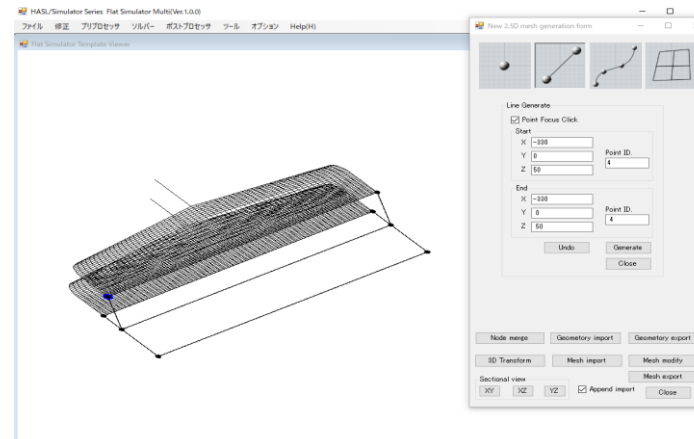 HASL/Simulator Series Flat Simulator Multi(Ver.1.0.0)
ファイル 修正 プリプロセッサ ソルバー ポストプロセッサ ツール オプション Help(H)
Flat Simulator Template Viewer
New 2.5D mesh generation form
Line Generate
Point Focus Click
Start
X -330
Y 0
Z 50
Point ID.
4
End
X -330
Y 0
Z 50
Point ID.
4
Undo Generate
Close
Node merge Geometory import Geometory export
3D Transform Mesh import Mesh modify
Mesh export
Sectional view
XY XZ YZ Append import Close